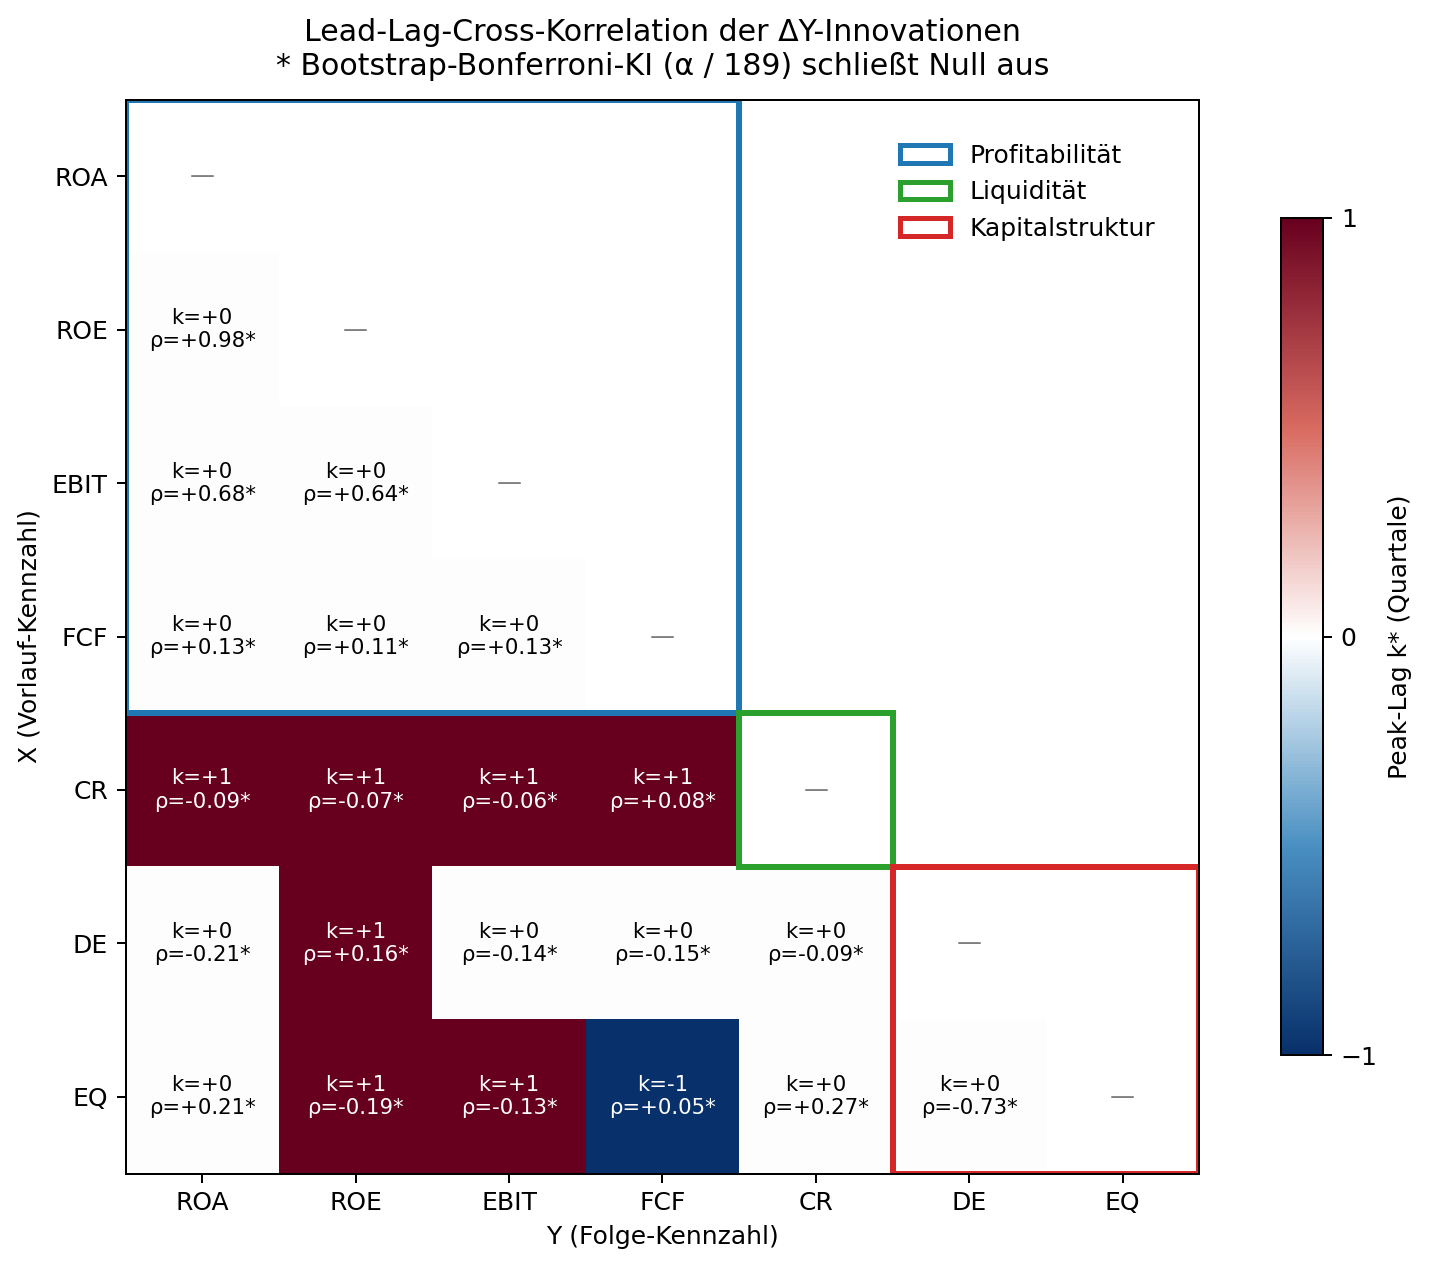 Lead-Lag-Cross-Korrelation der ΔY-Innovationen
* Bootstrap-Bonferroni-KI (α / 189) schließt Null aus
Profitabilität
Liquidität
Kapitalstruktur
X (Vorlauf-Kennzahl)
ROA
—
ROE
k=+0
ρ=+0.98*
—
EBIT
k=+0
ρ=+0.68*
k=+0
ρ=+0.64*
—
FCF
k=+0
ρ=+0.13*
k=+0
ρ=+0.11*
k=+0
ρ=+0.13*
—
CR
k=+1
ρ=-0.09*
k=+1
ρ=-0.07*
k=+1
ρ=-0.06*
k=+1
ρ=+0.08*
—
DE
k=+0
ρ=-0.21*
k=+1
ρ=+0.16*
k=+0
ρ=-0.14*
k=+0
ρ=-0.15*
k=+0
ρ=-0.09*
—
EQ
k=+0
ρ=+0.21*
k=+1
ρ=-0.19*
k=+1
ρ=-0.13*
k=-1
ρ=+0.05*
k=+0
ρ=+0.27*
k=+0
ρ=-0.73*
—
ROA ROE EBIT FCF CR DE EQ
Y (Folge-Kennzahl)
1
0
−1
Peak-Lag k* (Quartale)